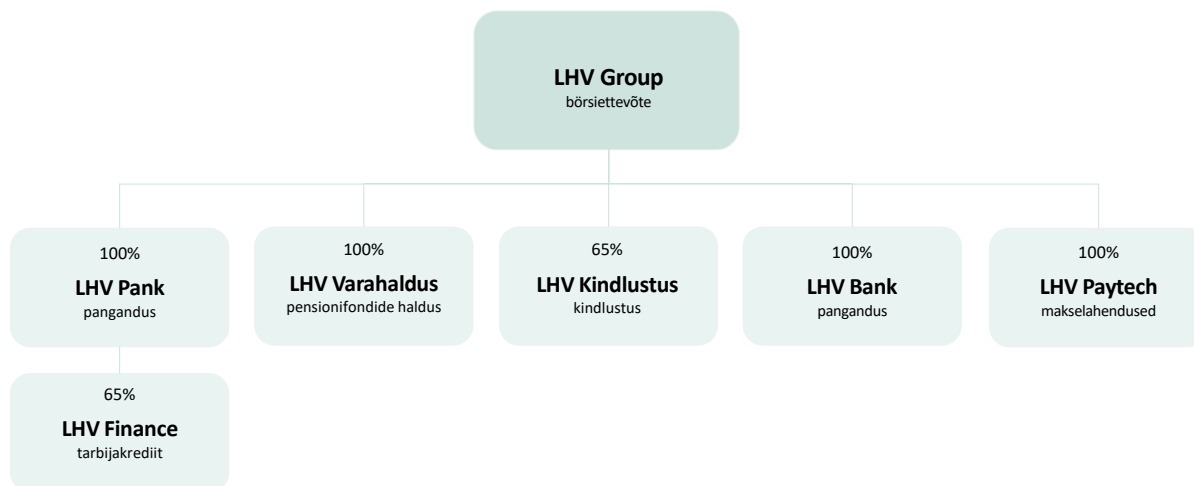 LHV Group
börsiettevõte
100%
LHV Pank
pangandus
100%
LHV Varahaldus
pensionifondide haldus
65%
LHV Kindlustus
kindlustus
100%
LHV Bank
pangandus
100%
LHV Paytech
makselahendused
65%
LHV Finance
tarbijakrediit